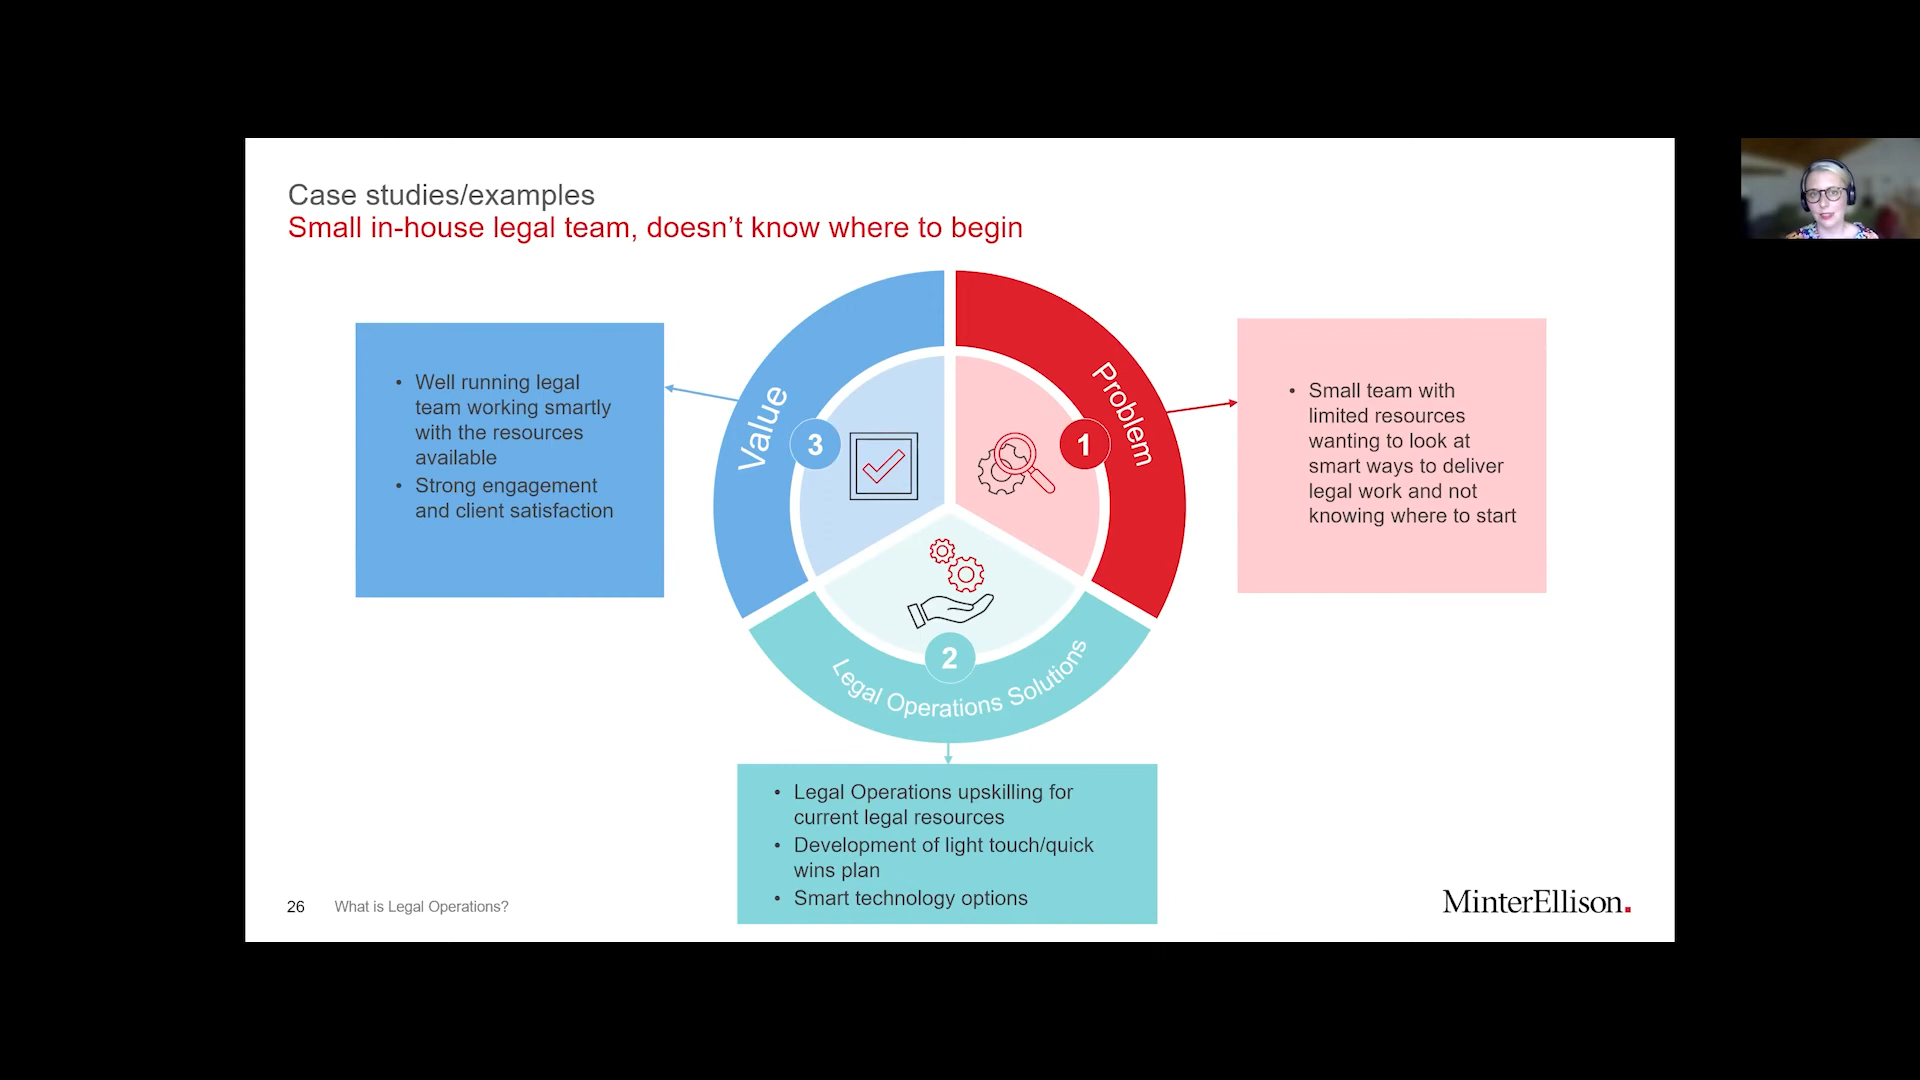 Case studies/examples
Small in-house legal team, doesn’t know where to begin
Problem
1
• Small team with
limited resources
wanting to look at
smart ways to deliver
legal work and not
knowing where to start
Legal Operations Solutions
2
• Legal Operations upskilling for
current legal resources
• Development of light touch/quick
wins plan
• Smart technology options
Value
3
• Well running legal
team working smartly
with the resources
available
• Strong engagement
and client satisfaction
26 What is Legal Operations?
MinterEllison.